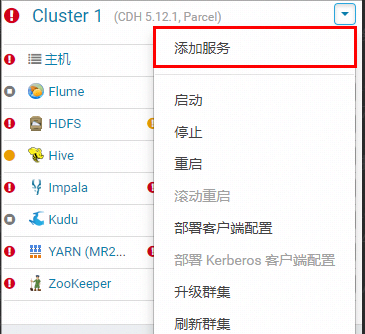 Cluster 1 (CDH 5.12.1, Parcel)
添加服务
主机
Flume
启动
HDFS
停止
Hive
重启
Impala
滚动重启
Kudu
部署客户端配置
YARN (MR2...
部署 Kerberos 客户端配置
ZooKeeper
升级群集
刷新群集